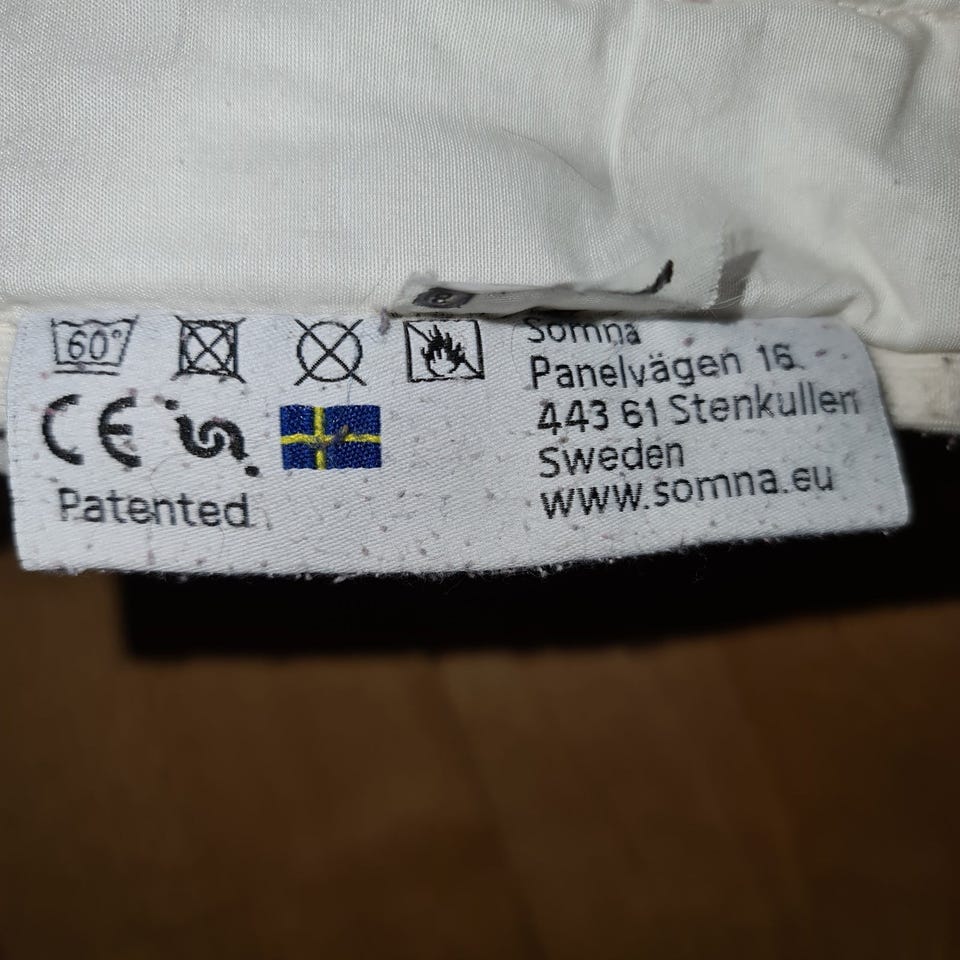 60°
Somna
Panelvägen 16
443 61 Stenkullen
Sweden
www.somna.eu
CE
Patented